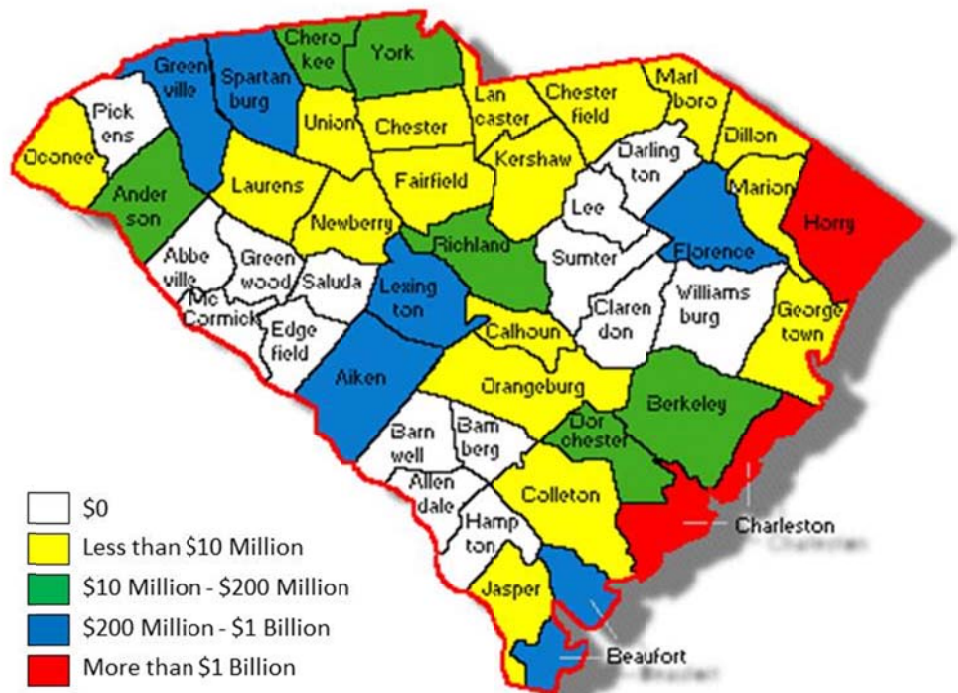 Chero
kee
York
Green
ville
Spartan
burg
Pick
ens
Oconee
Union
Chester
Lan
caster
Chester
field
Marl
boro
Dillon
Ander
son
Laurens
Newberry
Fairfield
Kershaw
Darling
ton
Lee
Marion
Horry
Abbe
ville
Green
wood
Saluda
Mc
Cormick
Edge
field
Lexing
ton
Richland
Sumter
Florence
Claren
don
Williams
burg
George
town
Calhoun
Aiken
Orangeburg
Berkeley
Barn
well
Bam
berg
Dor
chester
Allen
dale
Colleton
Hamp
ton
Charleston
Charleston
Jasper
Beaufort
Beaufort
$0
Less than $10 Million
$10 Million - $200 Million
$200 Million - $1 Billion
More than $1 Billion